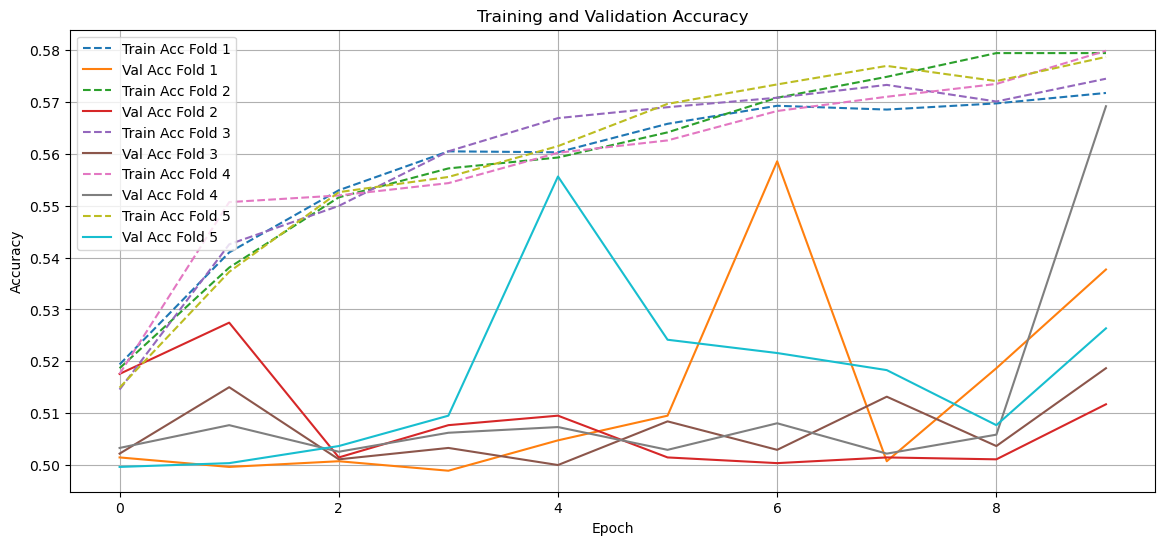 Training and Validation Accuracy
Train Acc Fold 1
Val Acc Fold 1
Train Acc Fold 2
Val Acc Fold 2
Train Acc Fold 3
Val Acc Fold 3
Train Acc Fold 4
Val Acc Fold 4
Train Acc Fold 5
Val Acc Fold 5
Accuracy
0.58
0.57
0.56
0.55
0.54
0.53
0.52
0.51
0.50
0 2 4 6 8
Epoch